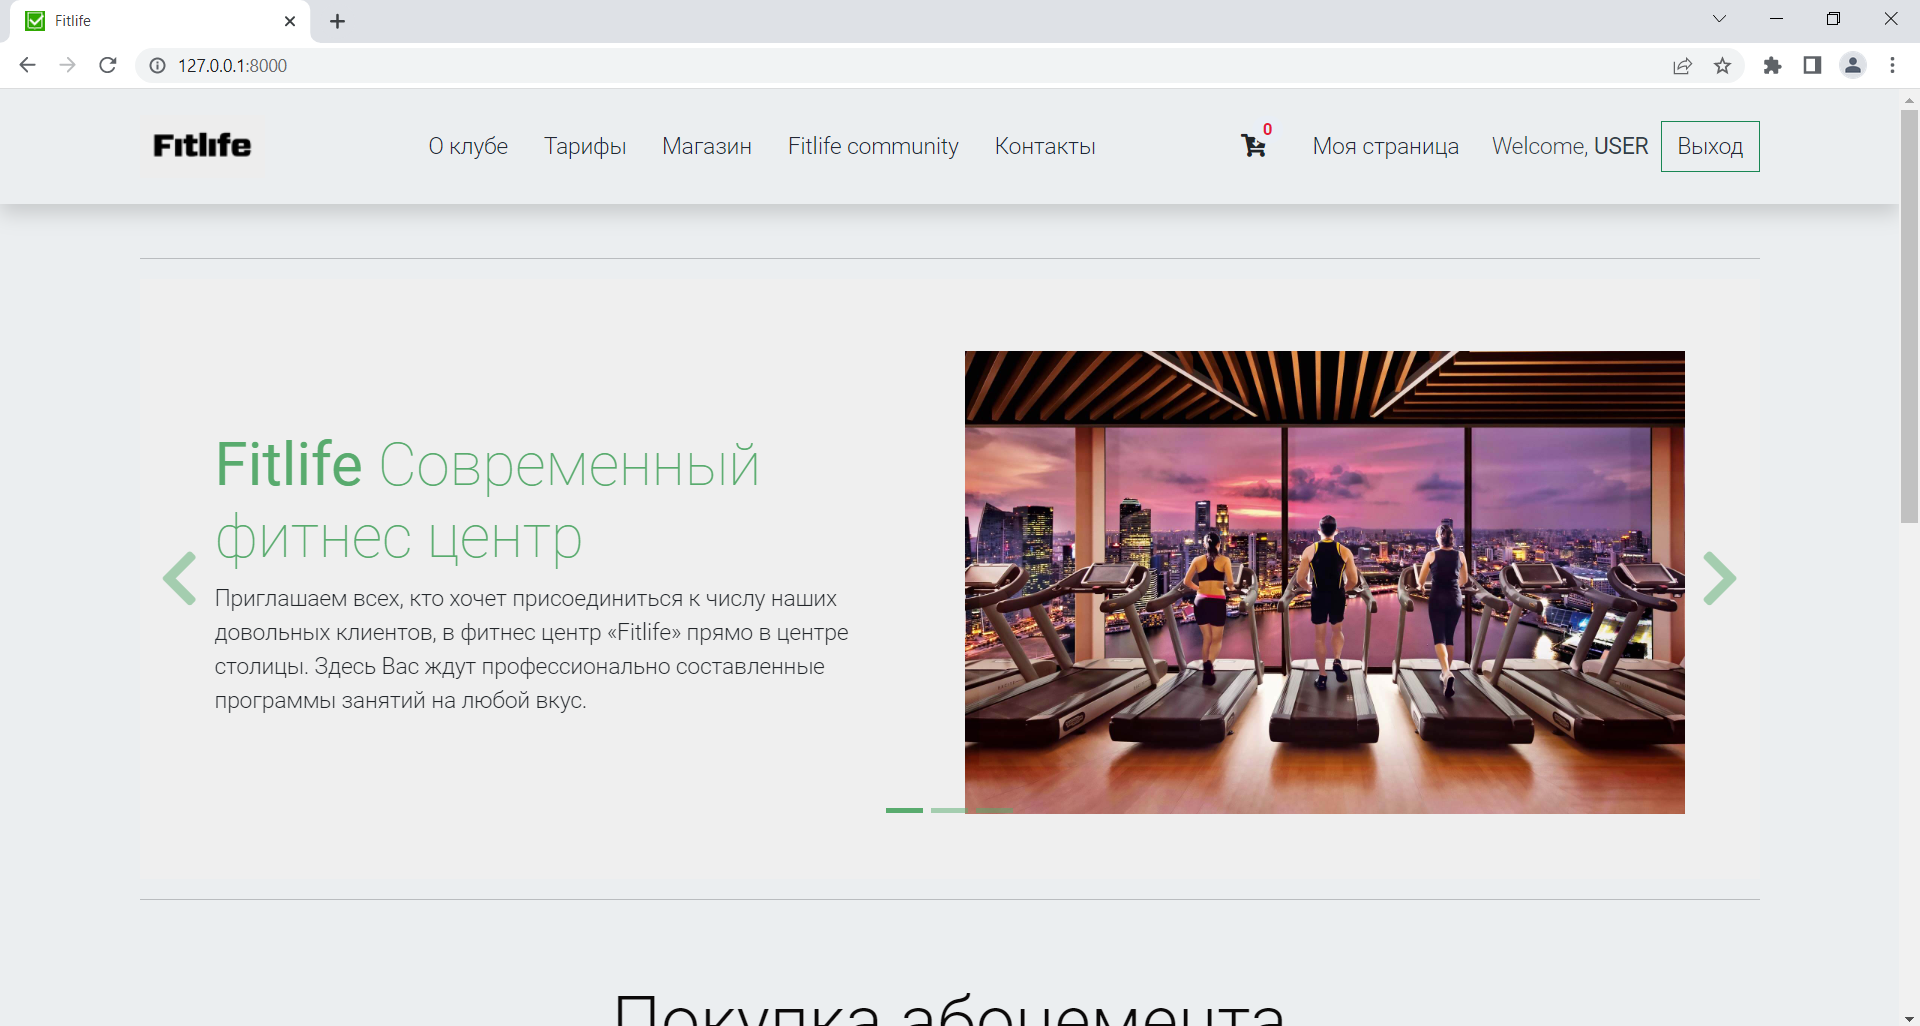 Fitlife
127.0.0.1:8000
Fitlife
О клубе Тарифы Магазин Fitlife community Контакты 0 Моя страница Welcome, USER Выход
Fitlife Современный
фитнес центр
Приглашаем всех, кто хочет присоединиться к числу наших
довольных клиентов, в фитнес центр «Fitlife» прямо в центре
столицы. Здесь Вас ждут профессионально составленные
программы занятий на любой вкус.
Покупка абонемента